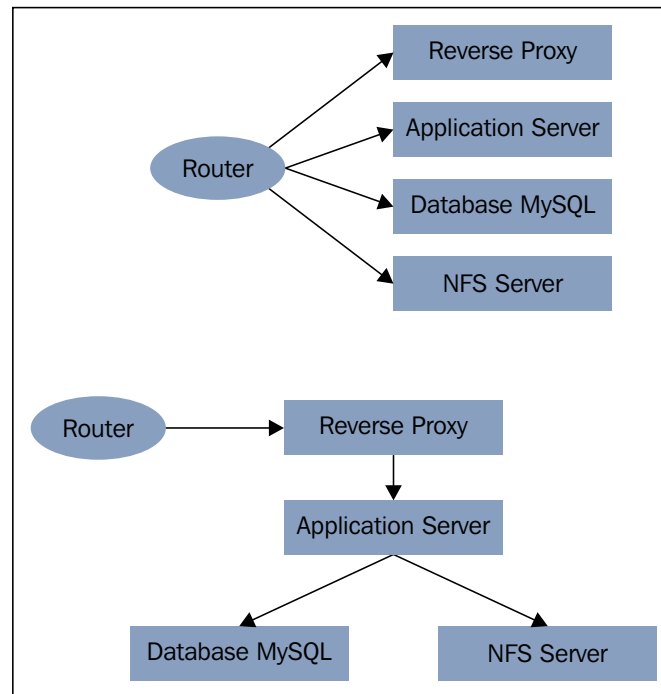 Reverse Proxy
Application Server
Router
Database MySQL
NFS Server
Router
Reverse Proxy
Application Server
Database MySQL
NFS Server